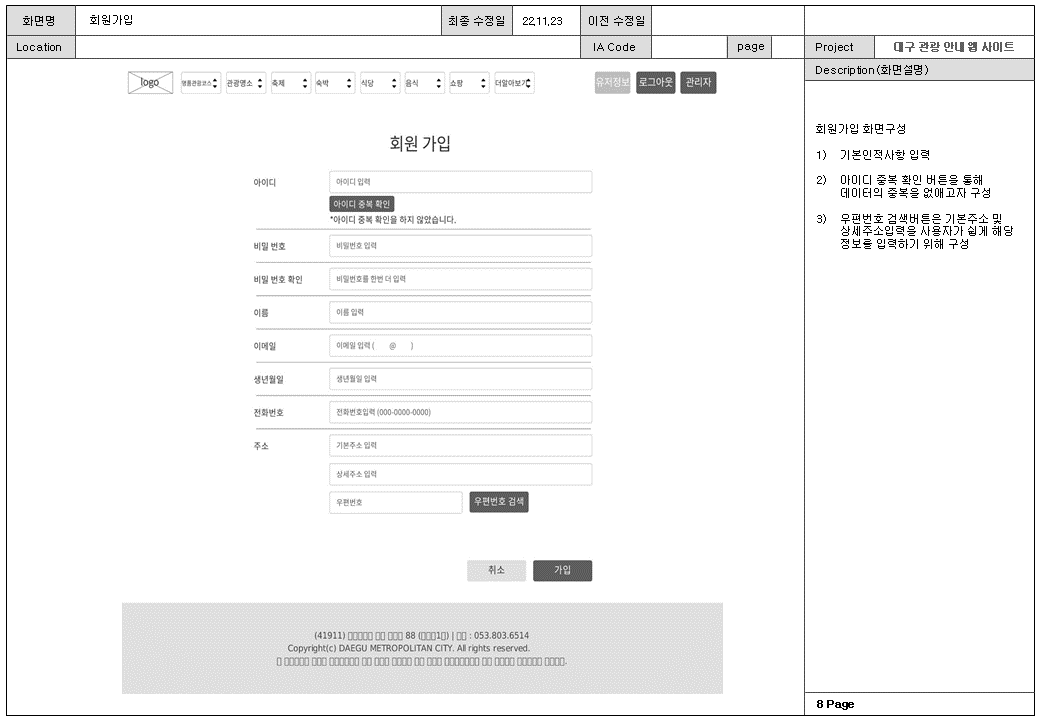 화면명 회원가입 최종 수정일 22.11.23 이전 수정일
Location IA Code page Project 대구 관광 안내 웹 사이트
Description(화면설명)
logo 명품관광코스 관광명소 축제 숙박 식당 음식 쇼핑 더알아보기 유저정보 로그아웃 관리자
회원 가입
아이디 아이디 입력
아이디 중복 확인
*아이디 중복 확인을 하지 않았습니다.
비밀 번호 비밀번호 입력
비밀 번호 확인 비밀번호를 한번 더 입력
이름 이름 입력
이메일 이메일 입력 ( @ )
생년월일 생년월일 입력
전화번호 전화번호입력 (000-0000-0000)
주소 기본주소 입력
상세주소 입력
우편번호 우편번호 검색
취소 가입
(41911) 88 ( 1 ) | : 053.803.6514
Copyright(c) DAEGU METROPOLITAN CITY. All rights reserved.
회원가입 화면구성
1) 기본인적사항 입력
2) 아이디 중복 확인 버튼을 통해
데이터의 중복을 없애고자 구성
3) 우편번호 검색버튼은 기본주소 및
상세주소입력을 사용자가 쉽게 해당
정보를 입력하기 위해 구성
8 Page